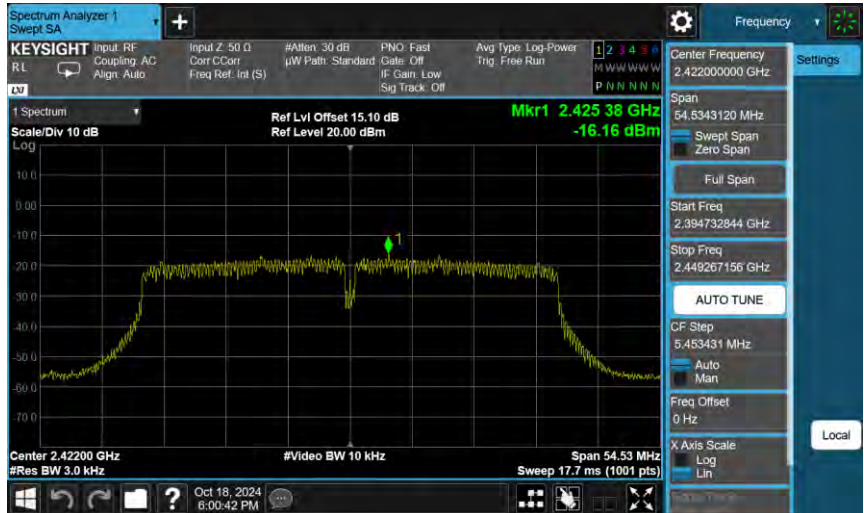 Spectrum Analyzer 1
Swept SA
Frequency
KEYSIGHT
RL
LXI
Input: RF
Coupling: AC
Align: Auto
Input Z: 50 Ω
Corr CCorr
Freq Ref: Int (S)
#Atten: 30 dB
µW Path: Standard
PNO: Fast
Gate: Off
IF Gain: Low
Sig Track: Off
Avg Type: Log-Power
Trig: Free Run
1 2 3 4 5 6
M W W W W W
P N N N N N
1 Spectrum
Scale/Div 10 dB
Ref Lvl Offset 15.10 dB
Ref Level 20.00 dBm
Mkr1 2.425 38 GHz
-16.16 dBm
Log
10.0
0.00
-10.0
-20.0
-30.0
-40.0
-60.0
-70.0
1
Center 2.42200 GHz
#Res BW 3.0 kHz
#Video BW 10 kHz
Span 54.53 MHz
Sweep 17.7 ms (1001 pts)
Center Frequency
2.422000000 GHz
Span
54.5343120 MHz
Swept Span
Zero Span
Full Span
Start Freq
2.394732844 GHz
Stop Freq
2.449267156 GHz
AUTO TUNE
CF Step
5.453431 MHz
Auto
Man
Freq Offset
0 Hz
X Axis Scale
Log
Lin
Settings
Local
?
Oct 18, 2024
6:00:42 PM